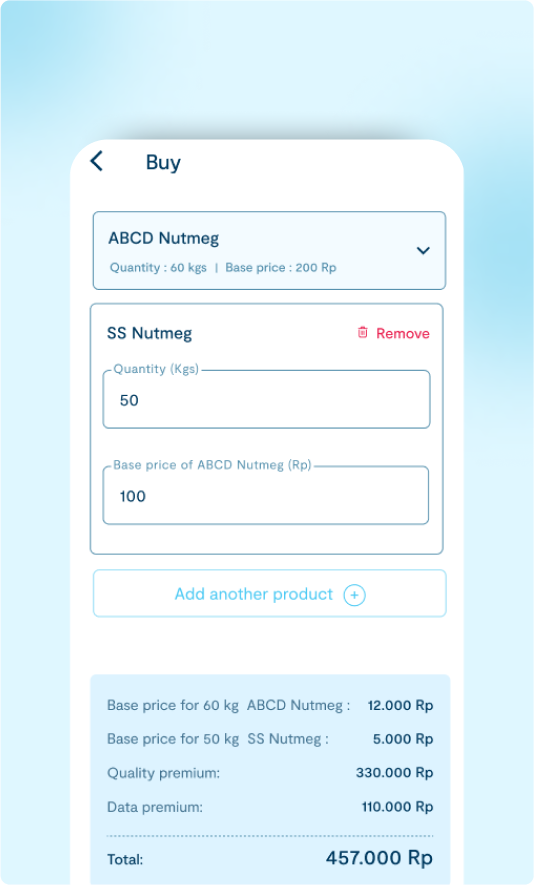 Buy
ABCD Nutmeg
Quantity : 60 kgs | Base price : 200 Rp
SS Nutmeg
Remove
Quantity (Kgs)
50
Base price of ABCD Nutmeg (Rp)
100
Add another product
Base price for 60 kg ABCD Nutmeg : 12.000 Rp
Base price for 50 kg SS Nutmeg : 5.000 Rp
Quality premium: 330.000 Rp
Data premium: 110.000 Rp
Total: 457.000 Rp